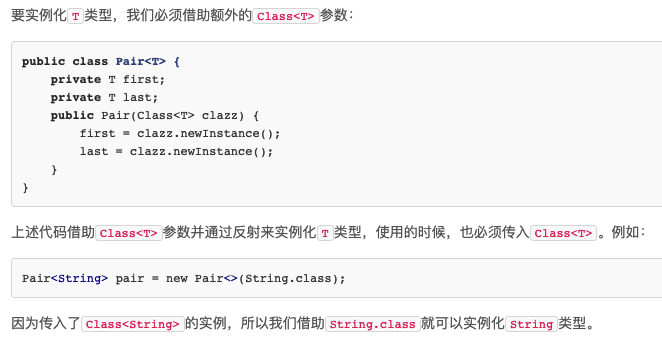 要实例化T类型，我们必须借助额外的Class<T>参数：
public class Pair<T> {
    private T first;
    private T last;
    public Pair(Class<T> clazz) {
        first = clazz.newInstance();
        last = clazz.newInstance();
    }
}
上述代码借助Class<T>参数并通过反射来实例化T类型，使用的时候，也必须传入Class<T>。例如：
Pair<String> pair = new Pair<>(String.class);
因为传入了Class<String>的实例，所以我们借助String.class就可以实例化String类型。